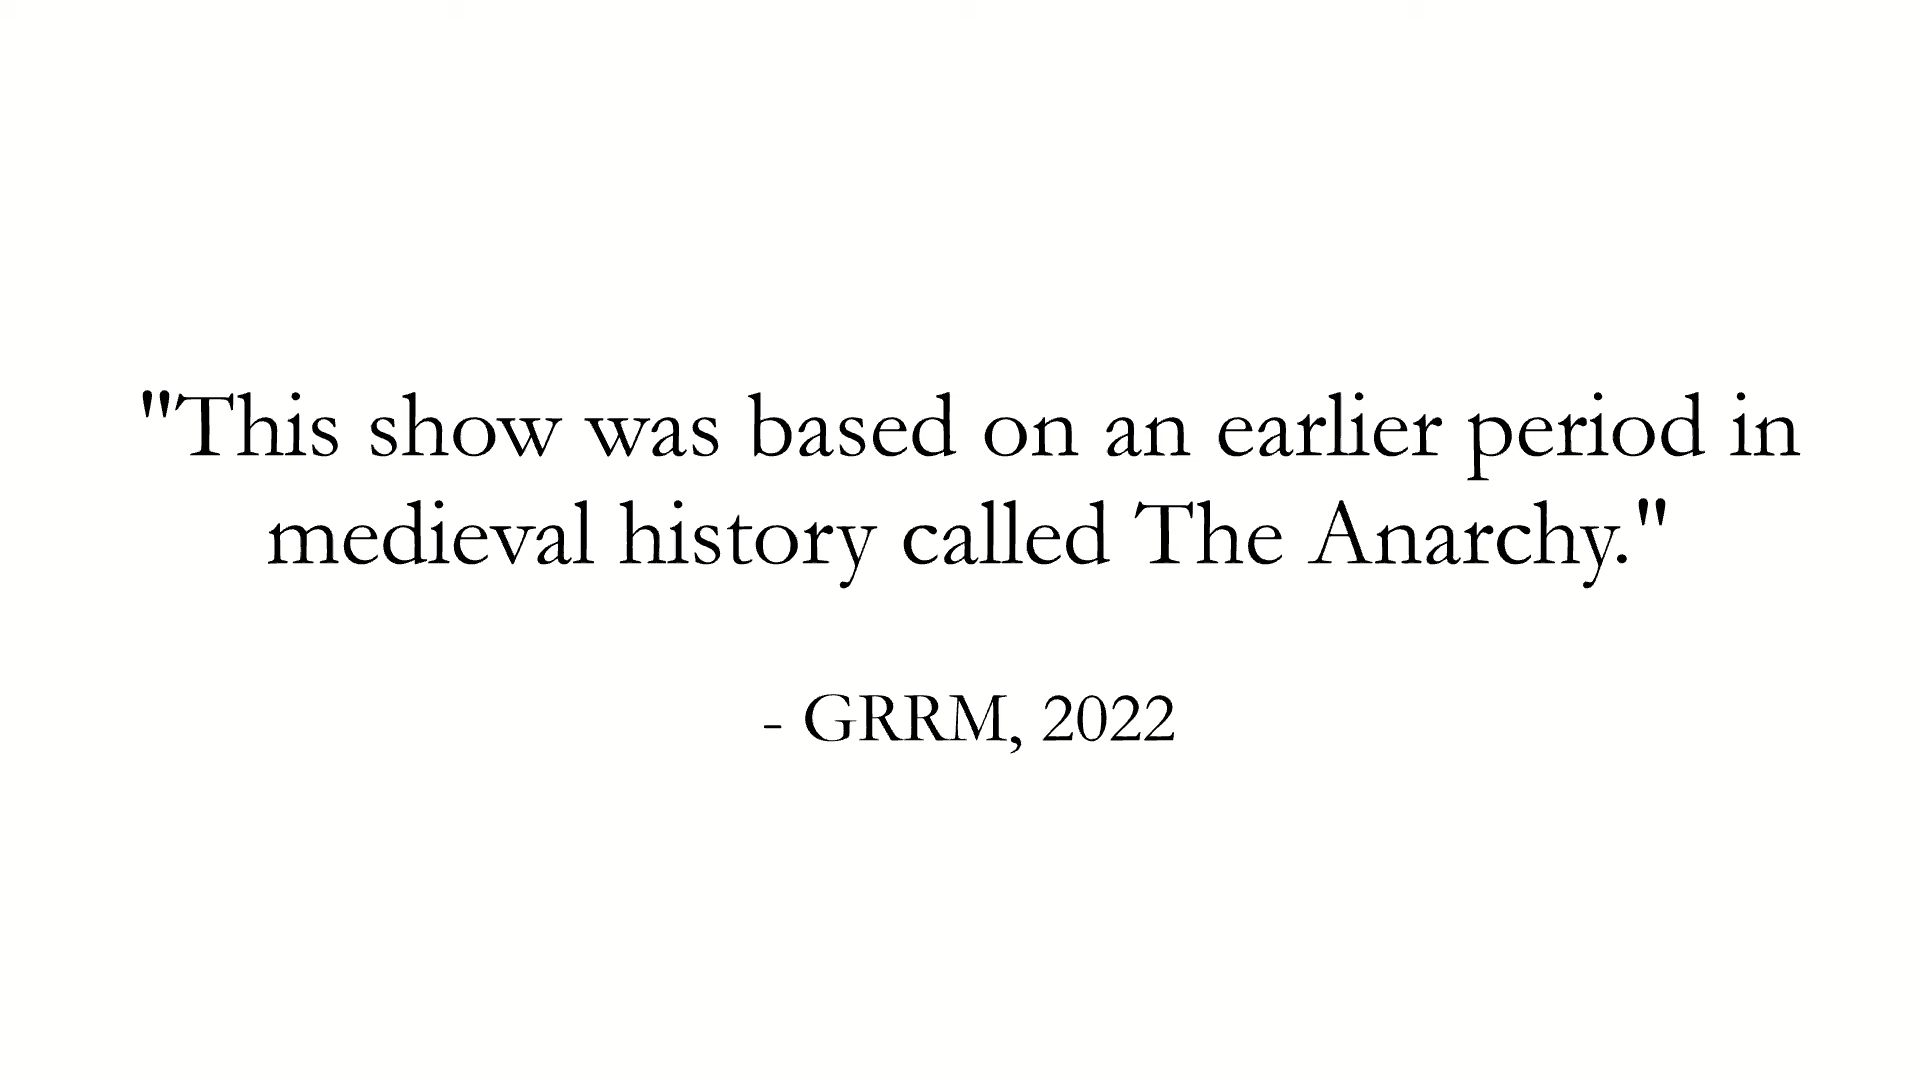 "This show was based on an earlier period in
medieval history called The Anarchy."
- GRRM, 2022